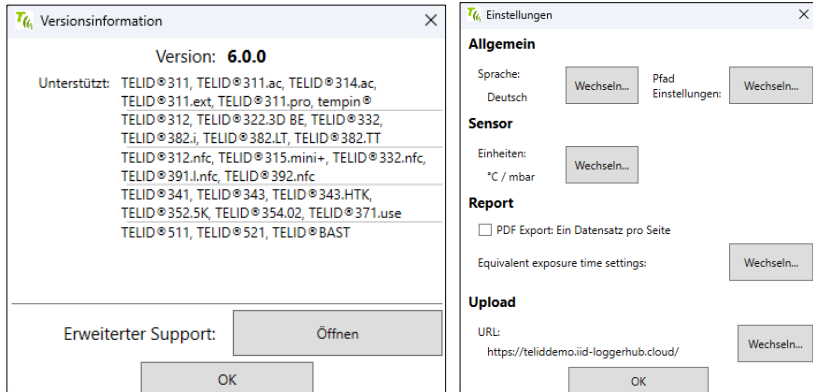 Versionsinformation
Version: 6.0.0
Unterstützt: TELID®311, TELID®311.ac, TELID®314.ac,
TELID®311.ext, TELID®311.pro, tempin®
TELID®312, TELID®322.3D BE, TELID®332,
TELID®382.i, TELID®382.LT, TELID®382.TT
TELID®312.nfc, TELID®315.mini+, TELID®332.nfc,
TELID®391.l.nfc, TELID®392.nfc
TELID®341, TELID®343, TELID®343.HTK,
TELID®352.5K, TELID®354.02, TELID®371.use
TELID®511, TELID®521, TELID®BAST
Erweiterter Support: Öffnen
OK
Einstellungen
Allgemein
Sprache:
Deutsch
Wechseln...
Pfad
Einstellungen:
Wechseln...
Sensor
Einheiten:
°C / mbar
Wechseln...
Report
PDF Export: Ein Datensatz pro Seite
Equivalent exposure time settings: Wechseln...
Upload
URL:
https://teliddemo.iid-loggerhub.cloud/
Wechseln...
OK